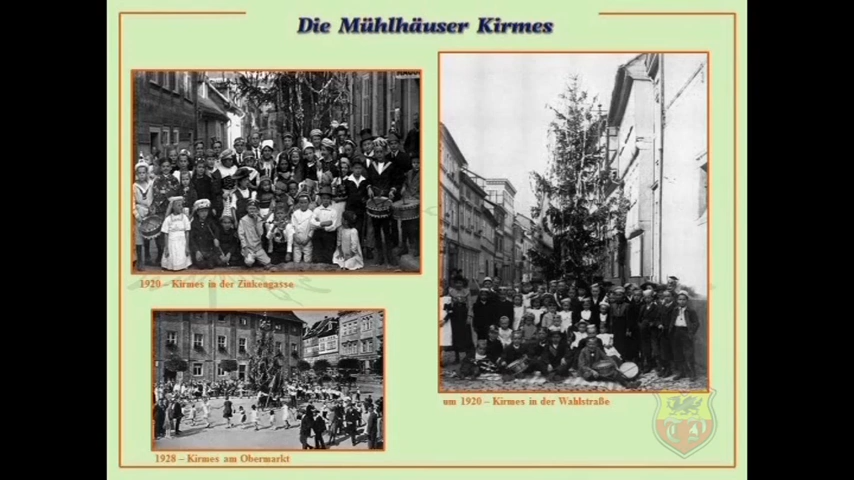 Die Mühlhäuser Kirmes
1920 – Kirmes in der Zinkengasse
um 1920 – Kirmes in der Wahlstraße
1928 – Kirmes am Obermarkt